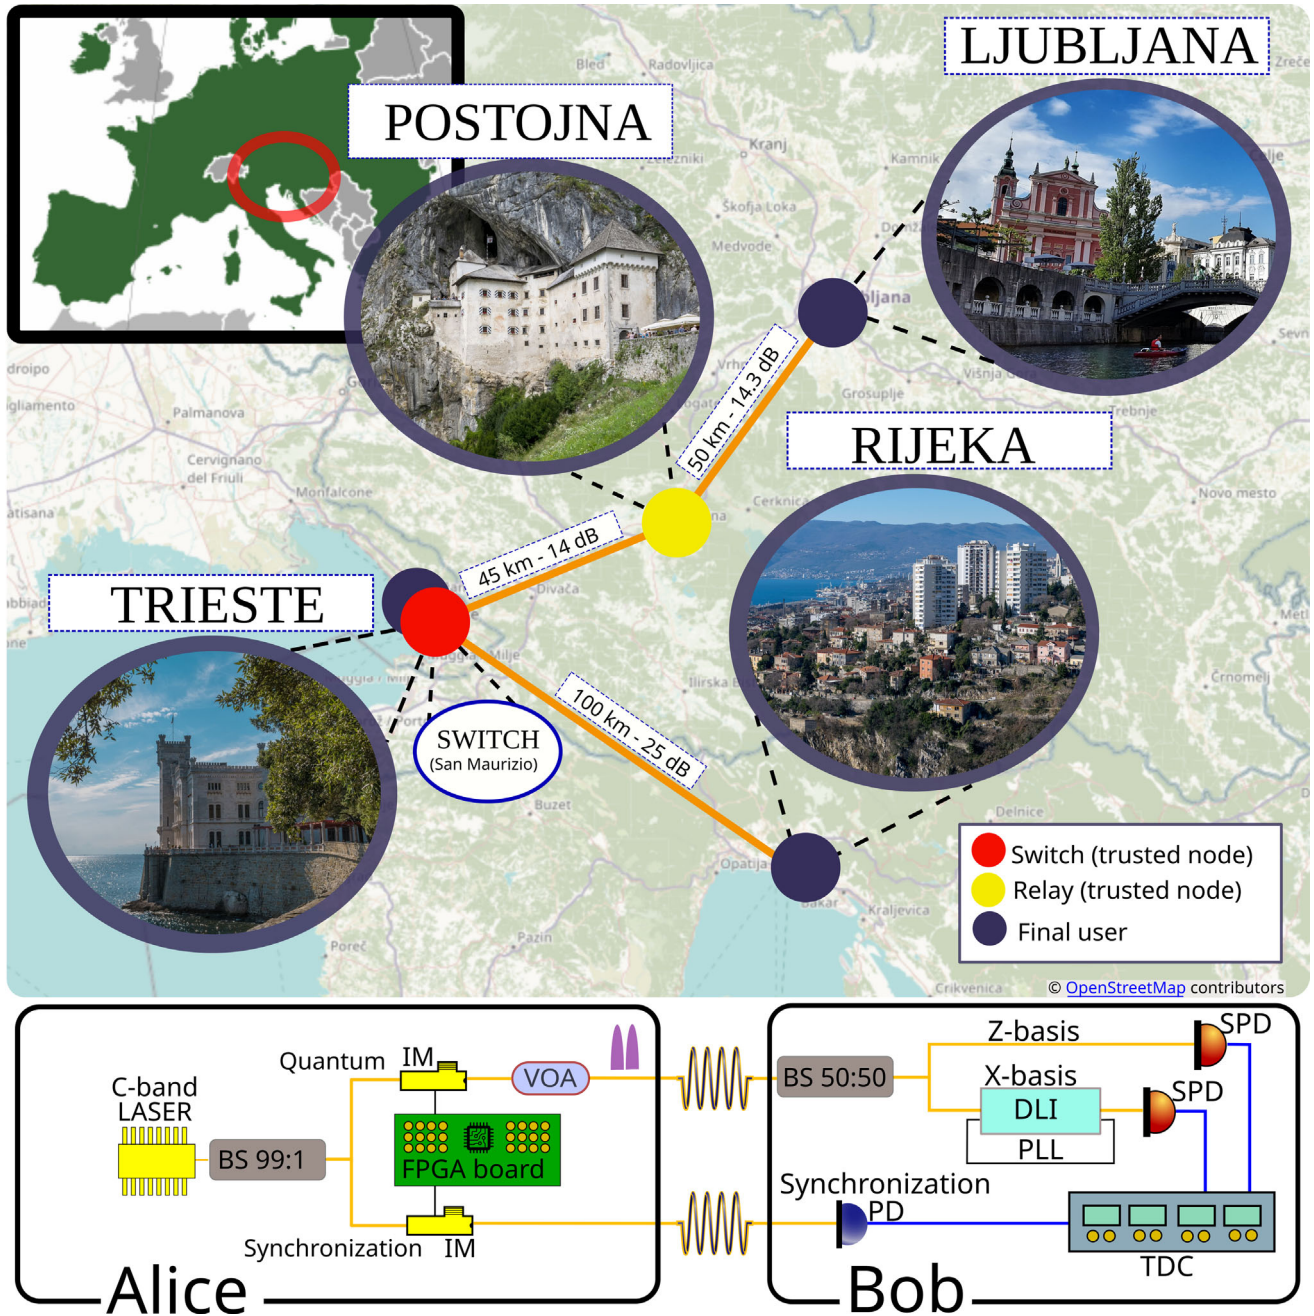 POSTOJNA
LJUBLJANA
Bled
Radovljica
Kranj
Kamnik
Škofja Loka
Medvode
50 km - 14.3 dB
Grosuplje
Trebnje
Palmanova
Cervignano
del Friuli
Monfalcone
RIJEKA
Novo mesto
Cerknica
45 km - 14 dB
Divača
TRIESTE
100 km - 25 dB
SWITCH
(San Maurizio)
Črnomelj
Buzet
Delnice
Opatija
Bakar
Kraljevica
Poreč
Pazin
Crikvenica
Switch (trusted node)
Relay (trusted node)
Final user
© OpenStreetMap contributors
Quantum
IM
VOA
C-band
LASER
BS 99:1
FPGA board
Synchronization
IM
Alice
BS 50:50
Z-basis
SPD
X-basis
SPD
DLI
PLL
Synchronization
PD
TDC
Bob